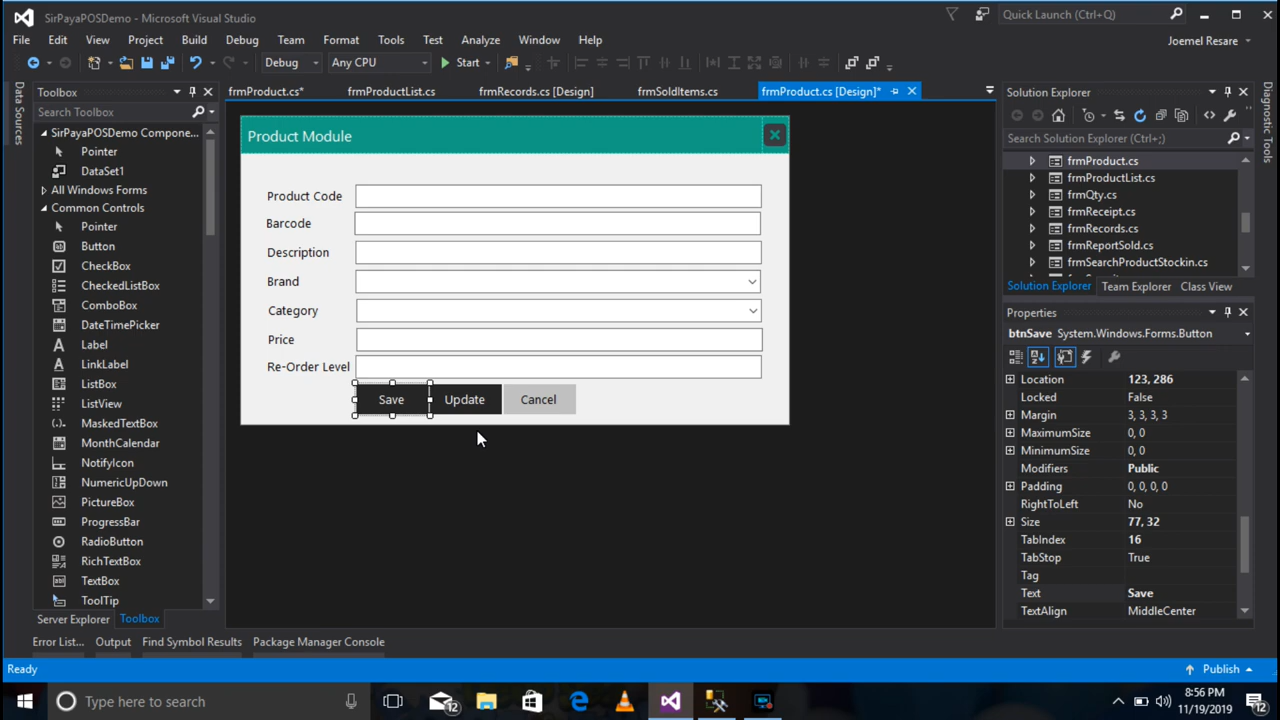 SirPayaPOSDemo - Microsoft Visual Studio
Quick Launch (Ctrl+Q)
File Edit View Project Build Debug Team Format Tools Test Analyze Window Help
Joemel Resare
Debug Any CPU Start
Data Sources
Toolbox
Search Toolbox
SirPayaPOSDemo Compone...
Pointer
DataSet1
All Windows Forms
Common Controls
Pointer
Button
CheckBox
CheckedListBox
ComboBox
DateTimePicker
Label
LinkLabel
ListBox
ListView
MaskedTextBox
MonthCalendar
NotifyIcon
NumericUpDown
PictureBox
ProgressBar
RadioButton
RichTextBox
TextBox
ToolTip
Server Explorer Toolbox
frmProduct.cs* frmProductList.cs frmRecords.cs [Design] frmSoldItems.cs frmProduct.cs [Design]*
Product Module
Product Code
Barcode
Description
Brand
Category
Price
Re-Order Level
Save Update Cancel
Solution Explorer
Search Solution Explorer (Ctrl+;)
frmProduct.cs
frmProductList.cs
frmQty.cs
frmReceipt.cs
frmRecords.cs
frmReportSold.cs
frmSearchProductStockin.cs
Solution Explorer Team Explorer Class View
Diagnostic Tools
Properties
btnSave System.Windows.Forms.Button
Location 123, 286
Locked False
Margin 3, 3, 3, 3
MaximumSize 0, 0
MinimumSize 0, 0
Modifiers Public
Padding 0, 0, 0, 0
RightToLeft No
Size 77, 32
TabIndex 16
TabStop True
Tag
Text Save
TextAlign MiddleCenter
Error List... Output Find Symbol Results Package Manager Console
Ready
Publish
Type here to search
12
8:56 PM
11/19/2019
12